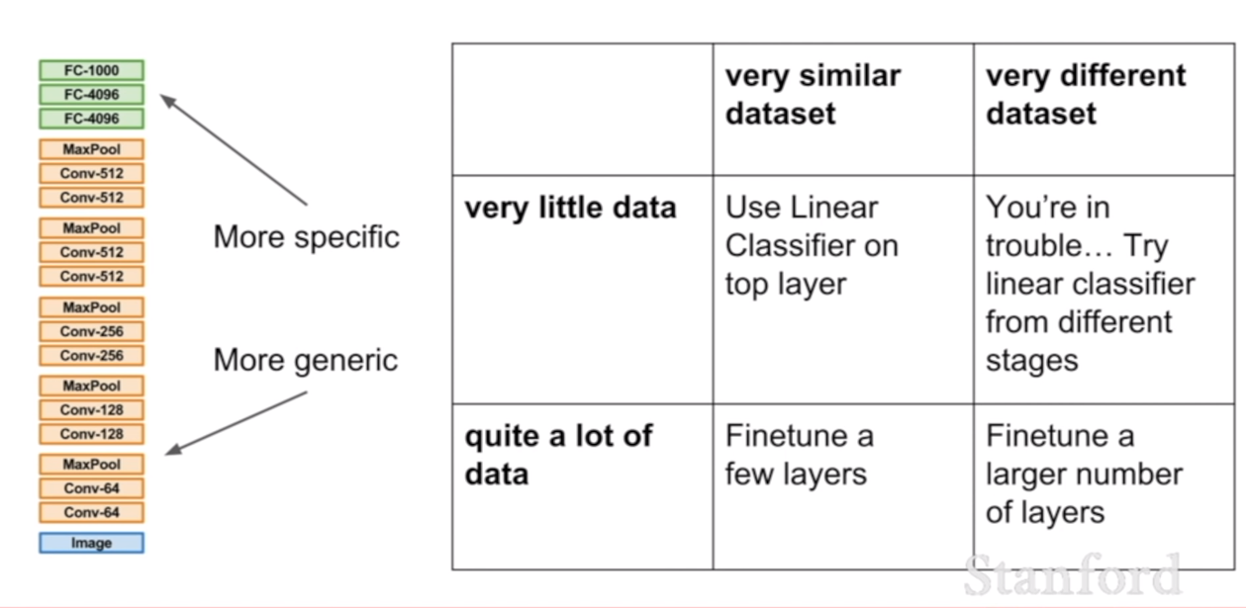 FC-1000
FC-4096
FC-4096
MaxPool
Conv-512
Conv-512
MaxPool
Conv-512
Conv-512
MaxPool
Conv-256
Conv-256
MaxPool
Conv-128
Conv-128
MaxPool
Conv-64
Conv-64
Image
More specific
More generic
very similar
dataset
very different
dataset
very little data
Use Linear
Classifier on
top layer
You’re in
trouble… Try
linear classifier
from different
stages
quite a lot of
data
Finetune a
few layers
Finetune a
larger number
of layers
Stanford